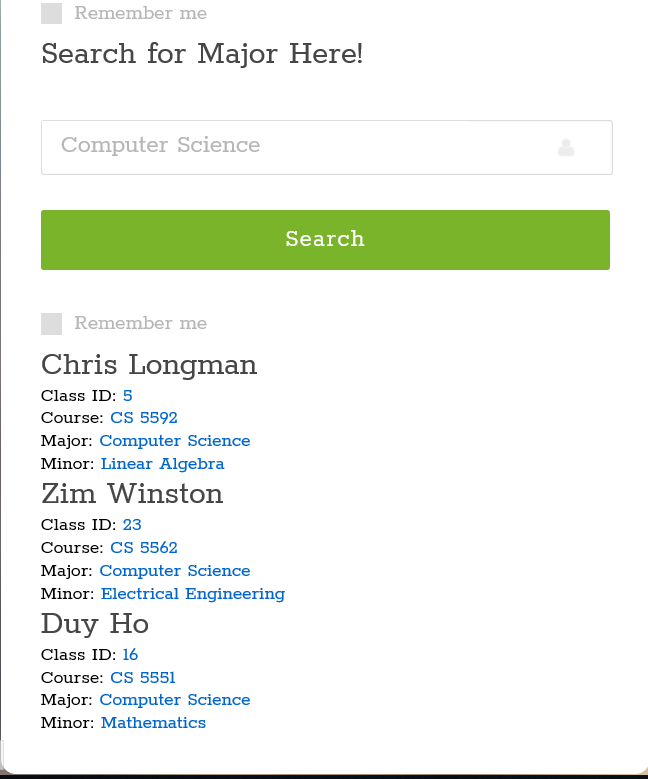 Remember me
Search for Major Here!
Computer Science
Search
Remember me
Chris Longman
Class ID: 5
Course: CS 5592
Major: Computer Science
Minor: Linear Algebra
Zim Winston
Class ID: 23
Course: CS 5562
Major: Computer Science
Minor: Electrical Engineering
Duy Ho
Class ID: 16
Course: CS 5551
Major: Computer Science
Minor: Mathematics